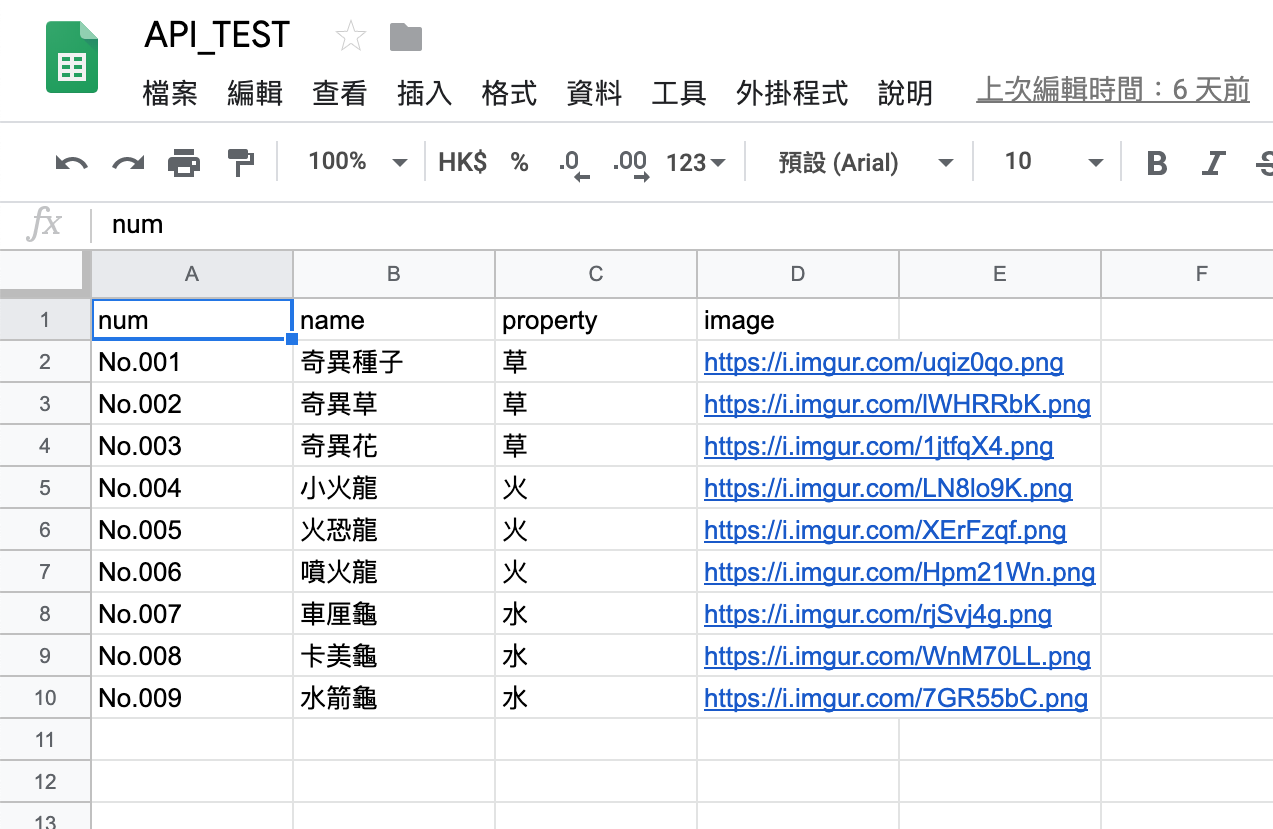 API_TEST
檔案 編輯 查看 插入 格式 資料 工具 外掛程式 說明 上次編輯時間：6 天前
100% HK$ % .0 .00 123 預設 (Arial) 10 B I S
fx num
A B C D E F
1 num name property image
2 No.001 奇異種子 草 https://i.imgur.com/uqiz0qo.png
3 No.002 奇異草 草 https://i.imgur.com/lWHRRbK.png
4 No.003 奇異花 草 https://i.imgur.com/1jtfqX4.png
5 No.004 小火龍 火 https://i.imgur.com/LN8lo9K.png
6 No.005 火恐龍 火 https://i.imgur.com/XErFzqf.png
7 No.006 噴火龍 火 https://i.imgur.com/Hpm21Wn.png
8 No.007 車厘龜 水 https://i.imgur.com/rjSvj4g.png
9 No.008 卡美龜 水 https://i.imgur.com/WnM70LL.png
10 No.009 水箭龜 水 https://i.imgur.com/7GR55bC.png
11
12
13